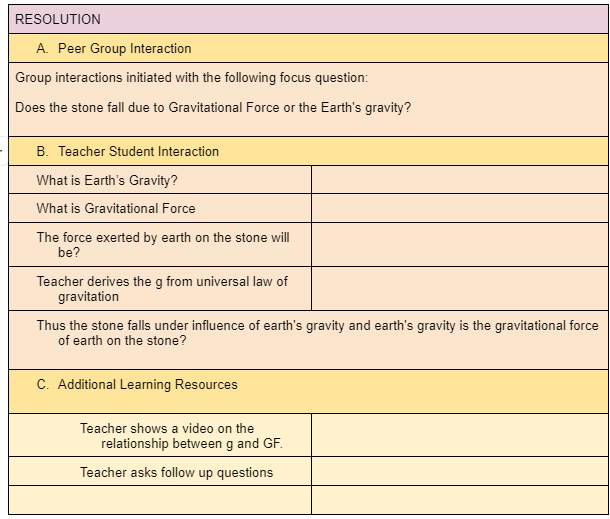 RESOLUTION
A. Peer Group Interaction
Group interactions initiated with the following focus question:
Does the stone fall due to Gravitational Force or the Earth's gravity?
B. Teacher Student Interaction
What is Earth's Gravity?
What is Gravitational Force
The force exerted by earth on the stone will
be?
Teacher derives the g from universal law of
gravitation
Thus the stone falls under influence of earth's gravity and earth's gravity is the gravitational force
of earth on the stone?
C. Additional Learning Resources
Teacher shows a video on the
relationship between g and GF.
Teacher asks follow up questions